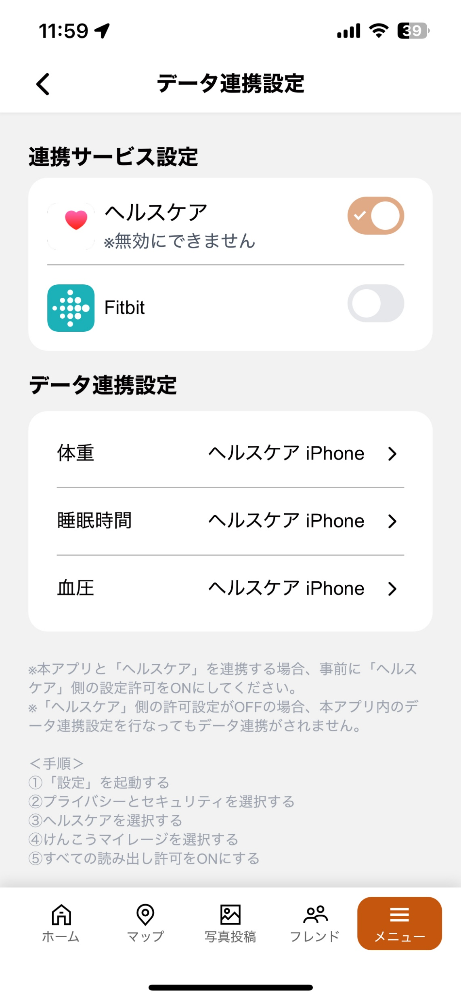 11:59
39
データ連携設定
連携サービス設定
ヘルスケア
※無効にできません
Fitbit
データ連携設定
体重 ヘルスケア iPhone
睡眠時間 ヘルスケア iPhone
血圧 ヘルスケア iPhone
※本アプリと「ヘルスケア」を連携する場合、事前に「ヘルス
ケア」側の設定許可をONにしてください。
※「ヘルスケア」側の許可設定がOFFの場合、本アプリ内のデ
ータ連携設定を行なってもデータ連携がされません。
＜手順＞
①「設定」を起動する
②プライバシーとセキュリティを選択する
③ヘルスケアを選択する
④けんこうマイレージを選択する
⑤すべての読み出し許可をONにする
ホーム マップ 写真投稿 フレンド メニュー